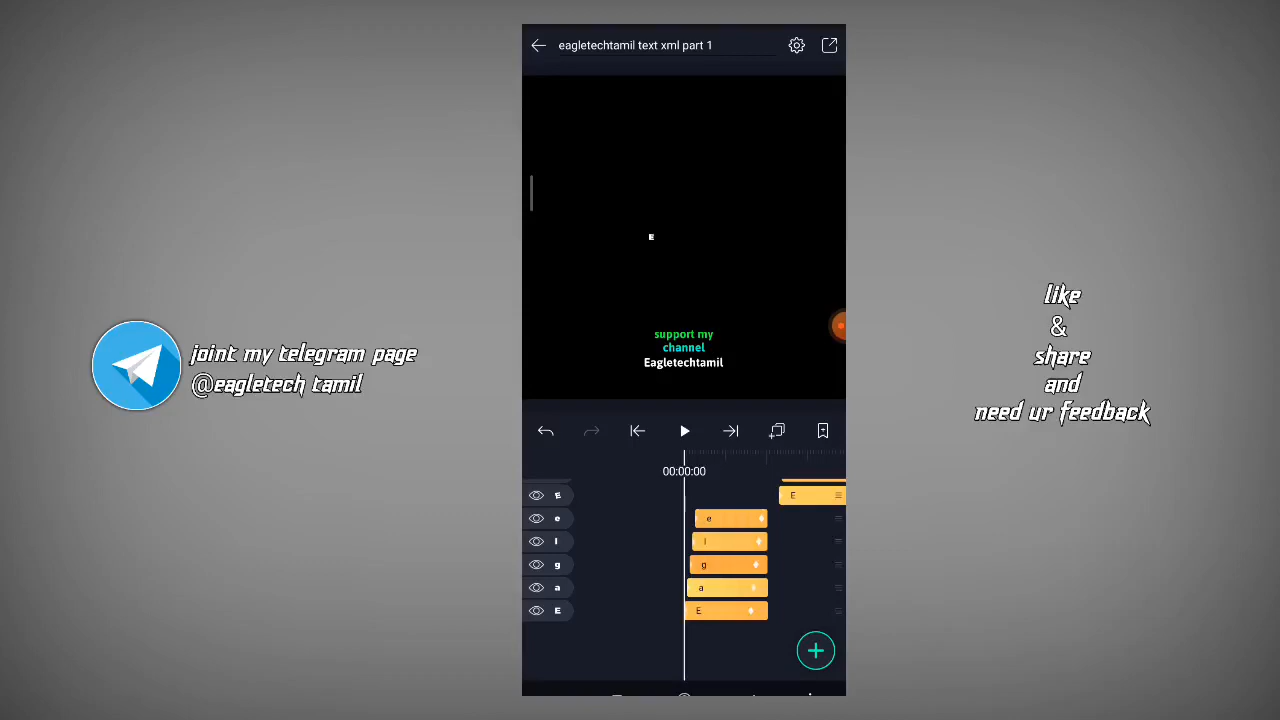 eagletechtamil text xml part 1
E
support my
channel
Eagletechtamil
joint my telegram page
@eagletech tamil
like
&
share
and
need ur feedback
00:00:00
E E
e e
l l
g g
a a
E E